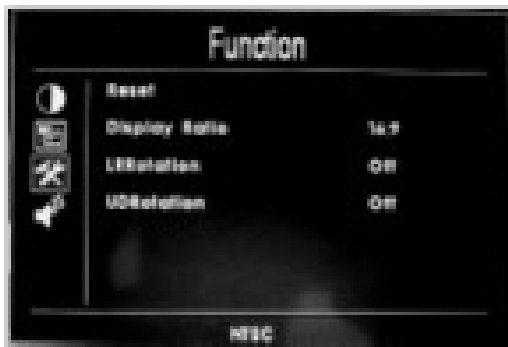 Function
Reset
Display Ratio 16:9
LRRotation Off
UDRotation Off
NTSC